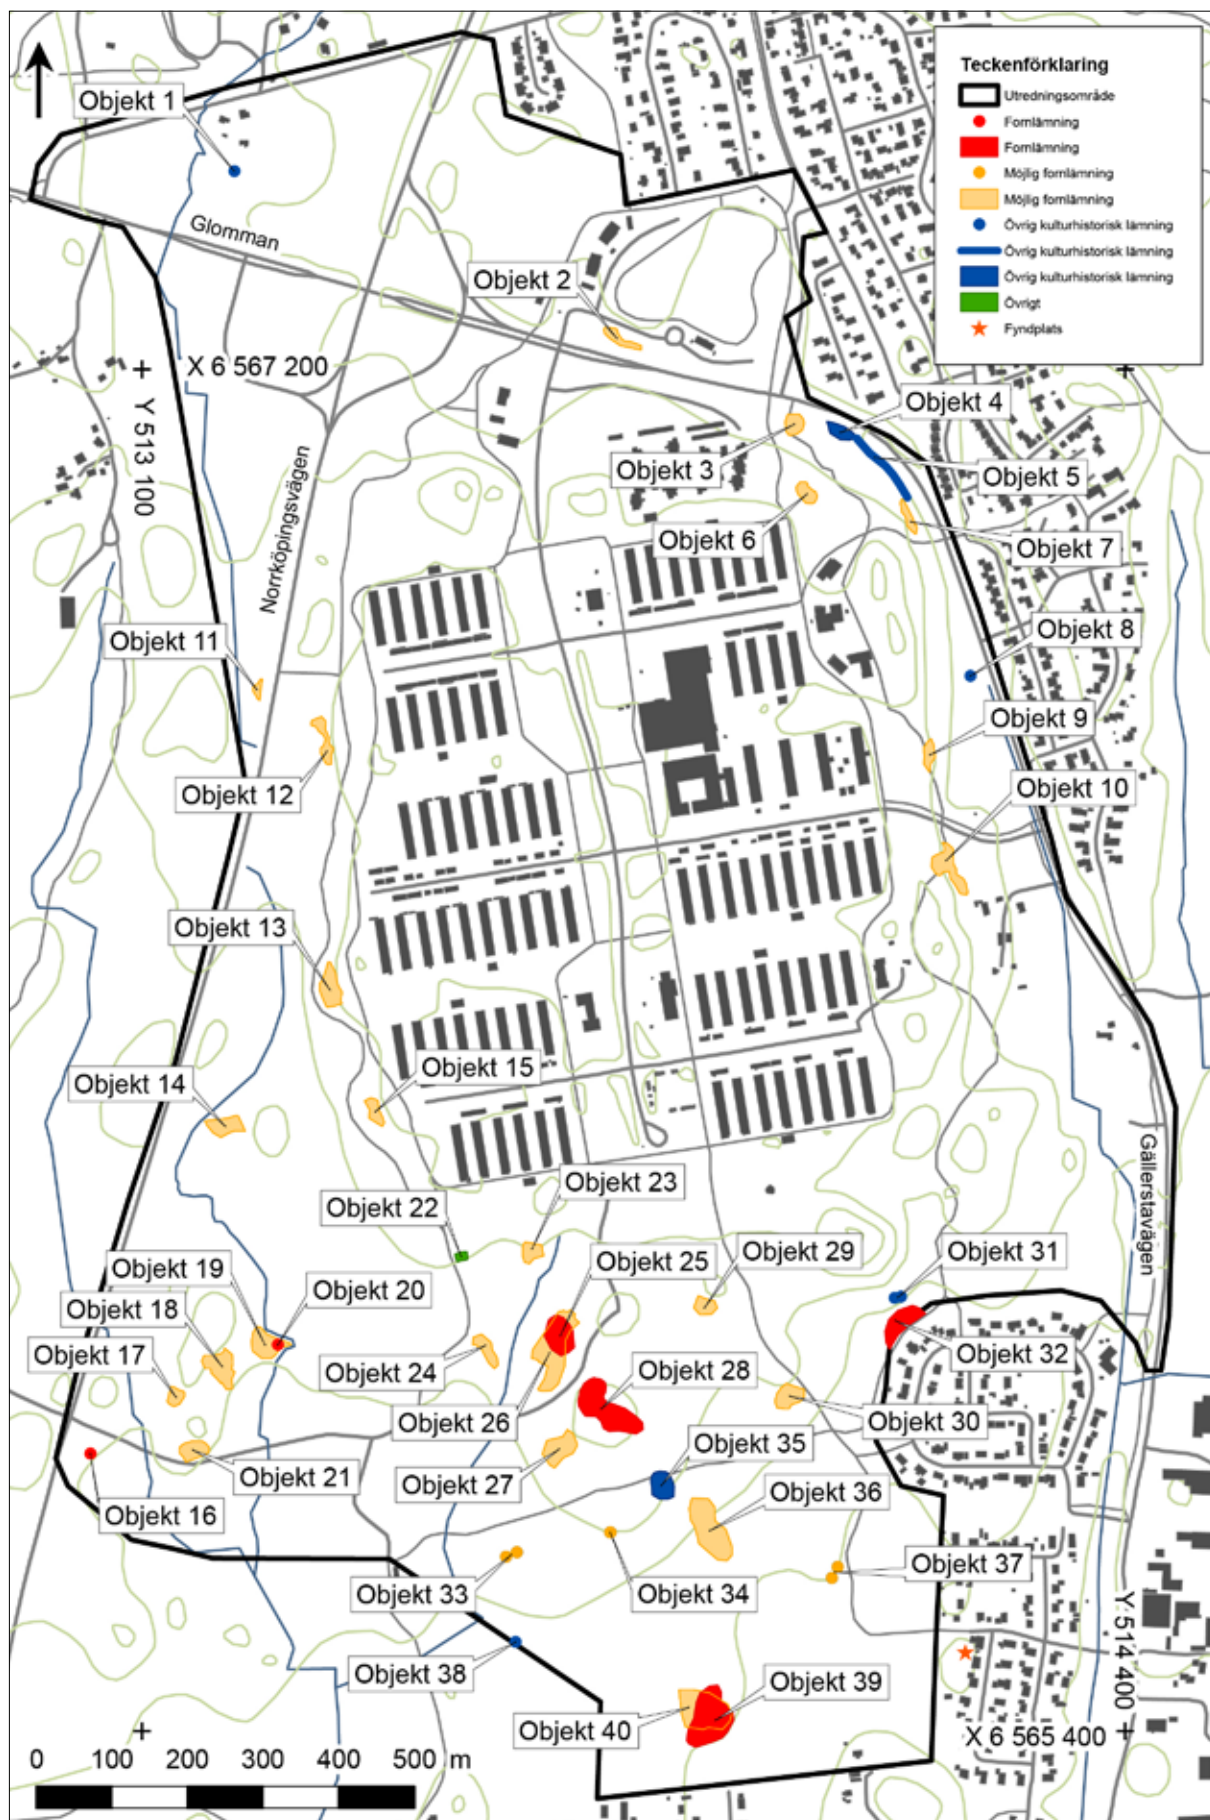 Teckenförklaring
Utredningsområde
Fornlämning
Fornlämning
Möjlig fornlämning
Möjlig fornlämning
Övrig kulturhistorisk lämning
Övrig kulturhistorisk lämning
Övrig kulturhistorisk lämning
Övrigt
Fyndplats
Objekt 1
Glomman
Objekt 2
X 6 567 200
Y 513 100
Norrköpingsvägen
Objekt 4
Objekt 3
Objekt 5
Objekt 6
Objekt 7
Objekt 8
Objekt 11
Objekt 9
Objekt 12
Objekt 10
Objekt 13
Objekt 14
Objekt 15
Gällerstavägen
Objekt 23
Objekt 22
Objekt 29
Objekt 31
Objekt 25
Objekt 19
Objekt 20
Objekt 18
Objekt 17
Objekt 32
Objekt 24
Objekt 28
Objekt 26
Objekt 30
Objekt 35
Objekt 21
Objekt 27
Objekt 36
Objekt 16
Objekt 37
Objekt 33
Objekt 34
Y 514 400
Objekt 38
Objekt 39
Objekt 40
X 6 565 400
0 100 200 300 400 500 m